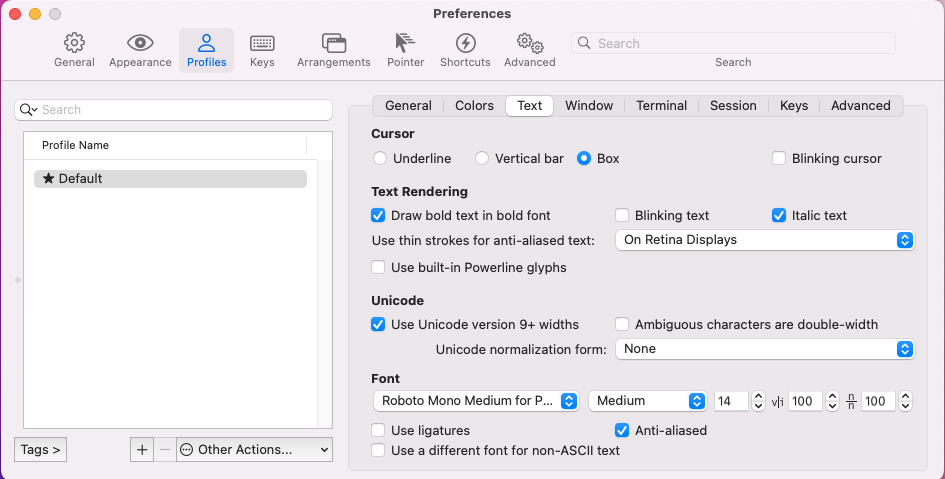 Preferences
General Appearance Profiles Keys Arrangements Pointer Shortcuts Advanced Search
Search
Search
General Colors Text Window Terminal Session Keys Advanced
Profile Name
★ Default
Tags >
+ − Other Actions...
Cursor
Underline Vertical bar Box Blinking cursor
Text Rendering
Draw bold text in bold font Blinking text Italic text
Use thin strokes for anti-aliased text: On Retina Displays
Use built-in Powerline glyphs
Unicode
Use Unicode version 9+ widths Ambiguous characters are double-width
Unicode normalization form: None
Font
Roboto Mono Medium for P... Medium 14 v|i 100 n/n 100
Use ligatures Anti-aliased
Use a different font for non-ASCII text